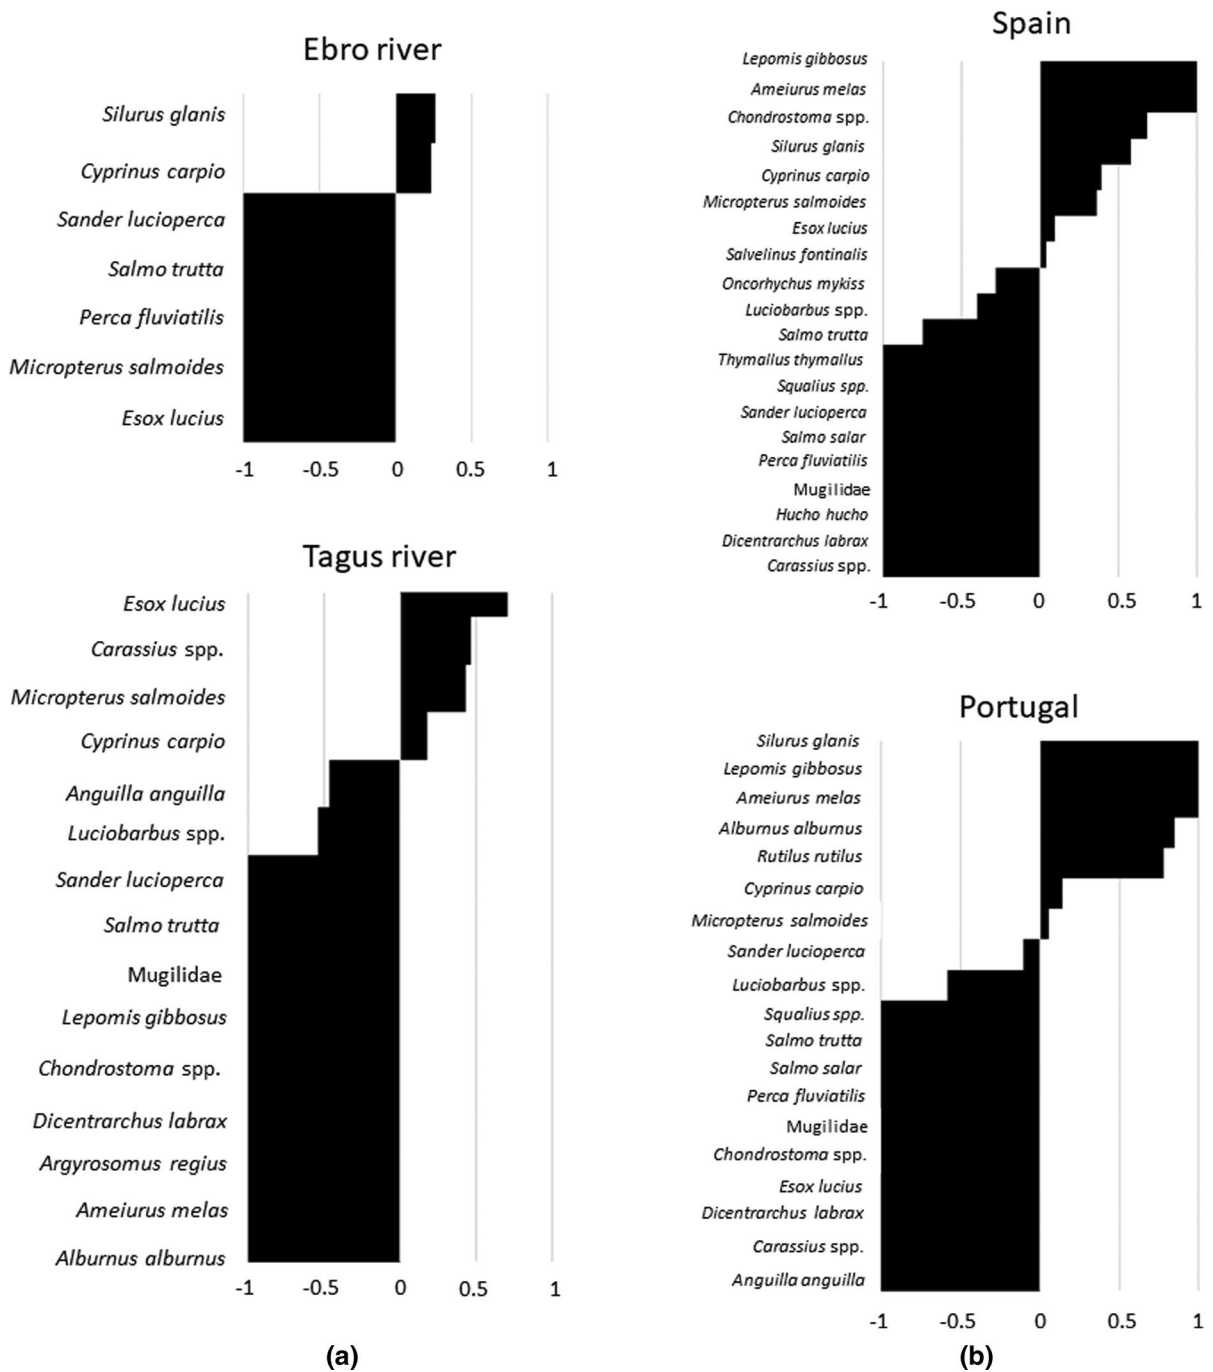 Ebro river
Silurus glanis
Cyprinus carpio
Sander lucioperca
Salmo trutta
Perca fluviatilis
Micropterus salmoides
Esox lucius
-1 -0.5 0 0.5 1
Tagus river
Esox lucius
Carassius spp.
Micropterus salmoides
Cyprinus carpio
Anguilla anguilla
Luciobarbus spp.
Sander lucioperca
Salmo trutta
Mugilidae
Lepomis gibbosus
Chondrostoma spp.
Dicentrarchus labrax
Argyrosomus regius
Ameiurus melas
Alburnus alburnus
-1 -0.5 0 0.5 1
(a)
Spain
Lepomis gibbosus
Ameiurus melas
Chondrostoma spp.
Silurus glanis
Cyprinus carpio
Micropterus salmoides
Esox lucius
Salvelinus fontinalis
Oncorhychus mykiss
Luciobarbus spp.
Salmo trutta
Thymallus thymallus
Squalius spp.
Sander lucioperca
Salmo salar
Perca fluviatilis
Mugilidae
Hucho hucho
Dicentrarchus labrax
Carassius spp.
-1 -0.5 0 0.5 1
Portugal
Silurus glanis
Lepomis gibbosus
Ameiurus melas
Alburnus alburnus
Rutilus rutilus
Cyprinus carpio
Micropterus salmoides
Sander lucioperca
Luciobarbus spp.
Squalius spp.
Salmo trutta
Salmo salar
Perca fluviatilis
Mugilidae
Chondrostoma spp.
Esox lucius
Dicentrarchus labrax
Carassius spp.
Anguilla anguilla
-1 -0.5 0 0.5 1
(b)